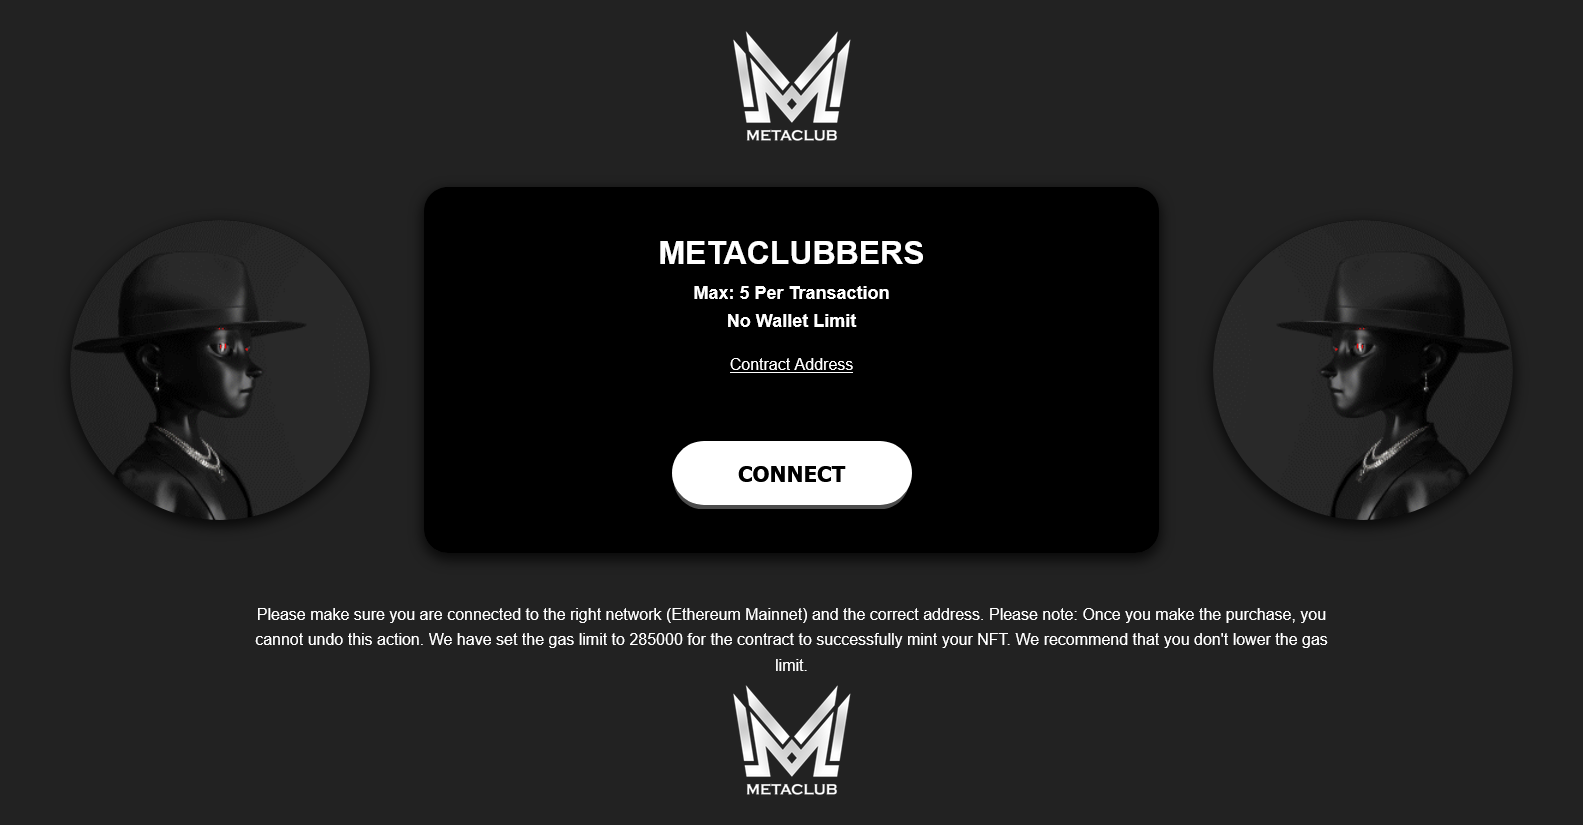 METACLUB
METACLUBBERS
Max: 5 Per Transaction
No Wallet Limit
Contract Address
CONNECT
Please make sure you are connected to the right network (Ethereum Mainnet) and the correct address. Please note: Once you make the purchase, you
cannot undo this action. We have set the gas limit to 285000 for the contract to successfully mint your NFT. We recommend that you don't lower the gas
limit.
METACLUB